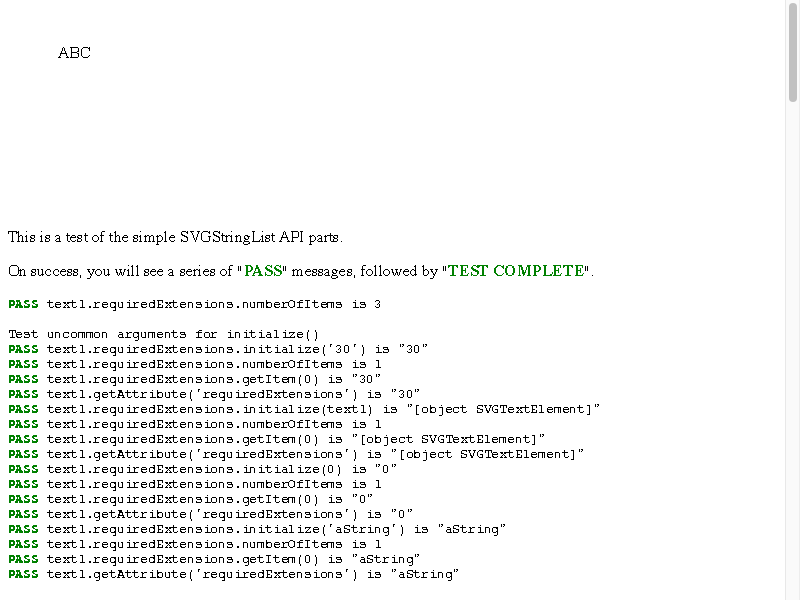 ABC
This is a test of the simple SVGStringList API parts.
On success, you will see a series of "PASS" messages, followed by "TEST COMPLETE".
PASS text1.requiredExtensions.numberOfItems is 3
Test uncommon arguments for initialize()
PASS text1.requiredExtensions.initialize('30') is "30"
PASS text1.requiredExtensions.numberOfItems is 1
PASS text1.requiredExtensions.getItem(0) is "30"
PASS text1.getAttribute('requiredExtensions') is "30"
PASS text1.requiredExtensions.initialize(text1) is "[object SVGTextElement]"
PASS text1.requiredExtensions.numberOfItems is 1
PASS text1.requiredExtensions.getItem(0) is "[object SVGTextElement]"
PASS text1.getAttribute('requiredExtensions') is "[object SVGTextElement]"
PASS text1.requiredExtensions.initialize(0) is "0"
PASS text1.requiredExtensions.numberOfItems is 1
PASS text1.requiredExtensions.getItem(0) is "0"
PASS text1.getAttribute('requiredExtensions') is "0"
PASS text1.requiredExtensions.initialize('aString') is "aString"
PASS text1.requiredExtensions.numberOfItems is 1
PASS text1.requiredExtensions.getItem(0) is "aString"
PASS text1.getAttribute('requiredExtensions') is "aString"